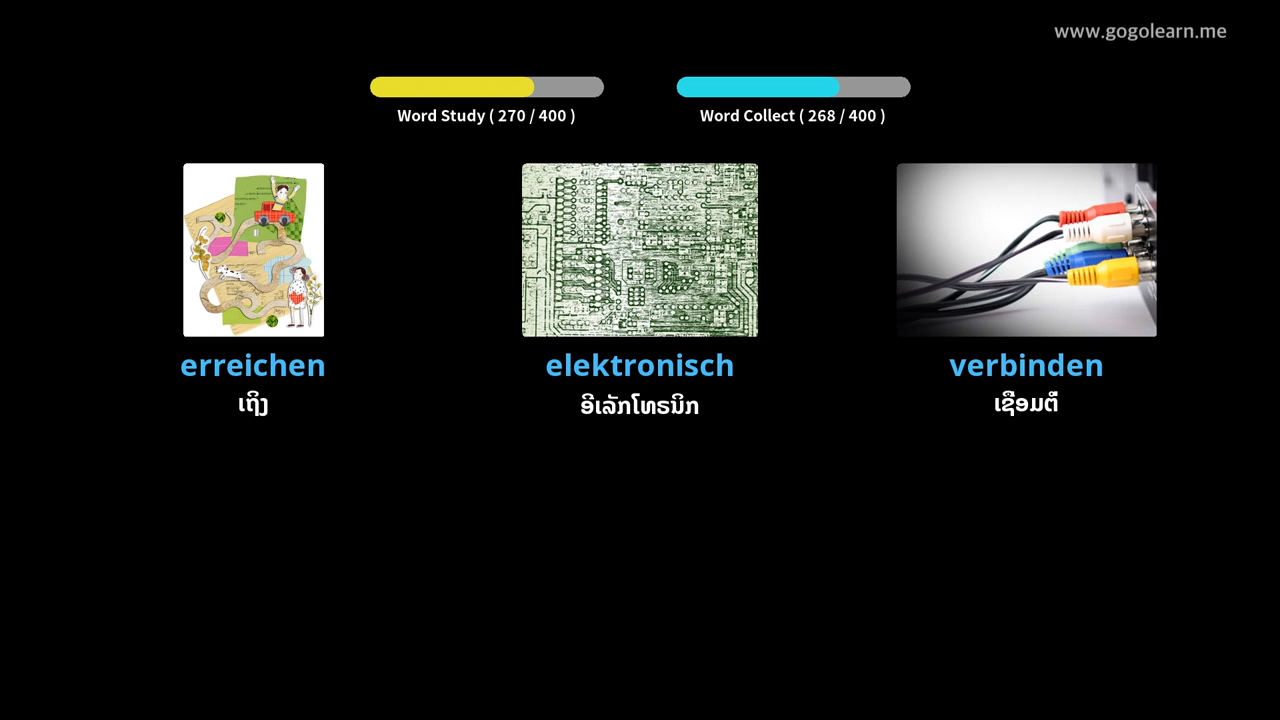 www.gogolearn.me
Word Study ( 270 / 400 )
Word Collect ( 268 / 400 )
erreichen
elektronisch
verbinden
ເຖິງ
ອີເລັກໂທຣນິກ
ເຊື່ອມຕໍ່